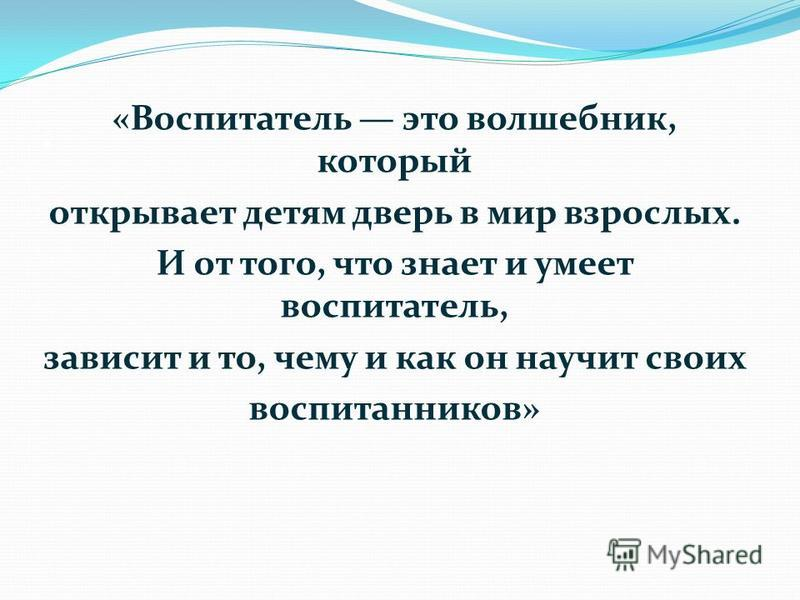 «Воспитатель — это волшебник,
который
открывает детям дверь в мир взрослых.
И от того, что знает и умеет
воспитатель,
зависит и то, чему и как он научит своих
воспитанников»
MyShared